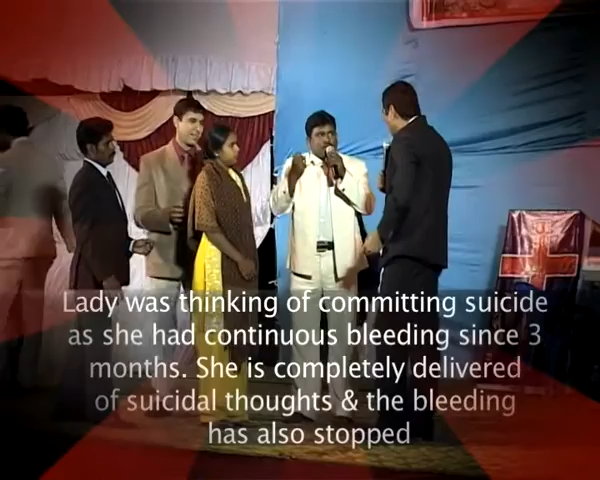 Lady was thinking of committing suicide
as she had continuous bleeding since 3
months. She is completely delivered
of suicidal thoughts & the bleeding
has also stopped